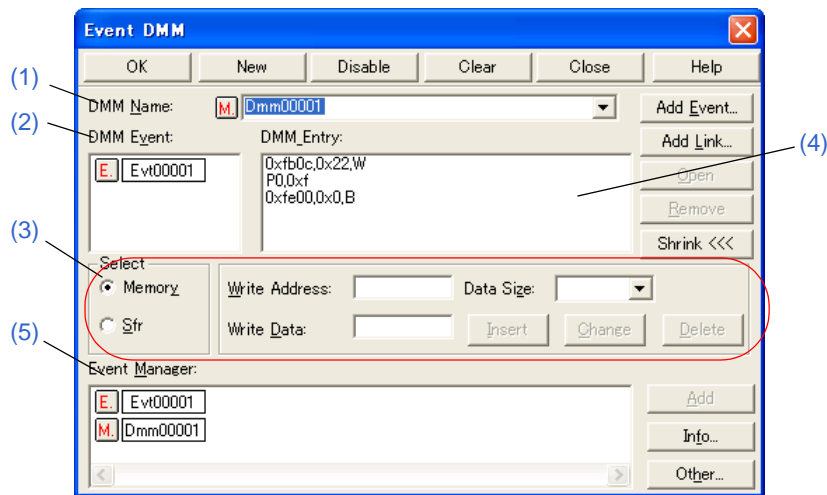 Event DMM
OK New Disable Clear Close Help
(1)
DMM Name: M. Dmm00001 Add Event...
(2)
DMM Event: DMM_Entry: Add Link...
(4)
E. Evt00001 0xfb0c,0x22,W
P0,0xf
0xfe00,0x0,B
Open
Remove
(3)
Shrink <<<
Select
Memory Write Address: Data Size:
Sfr Write Data: Insert Change Delete
(5)
Event Manager:
E. Evt00001 Add
M. Dmm00001 Info...
Other...